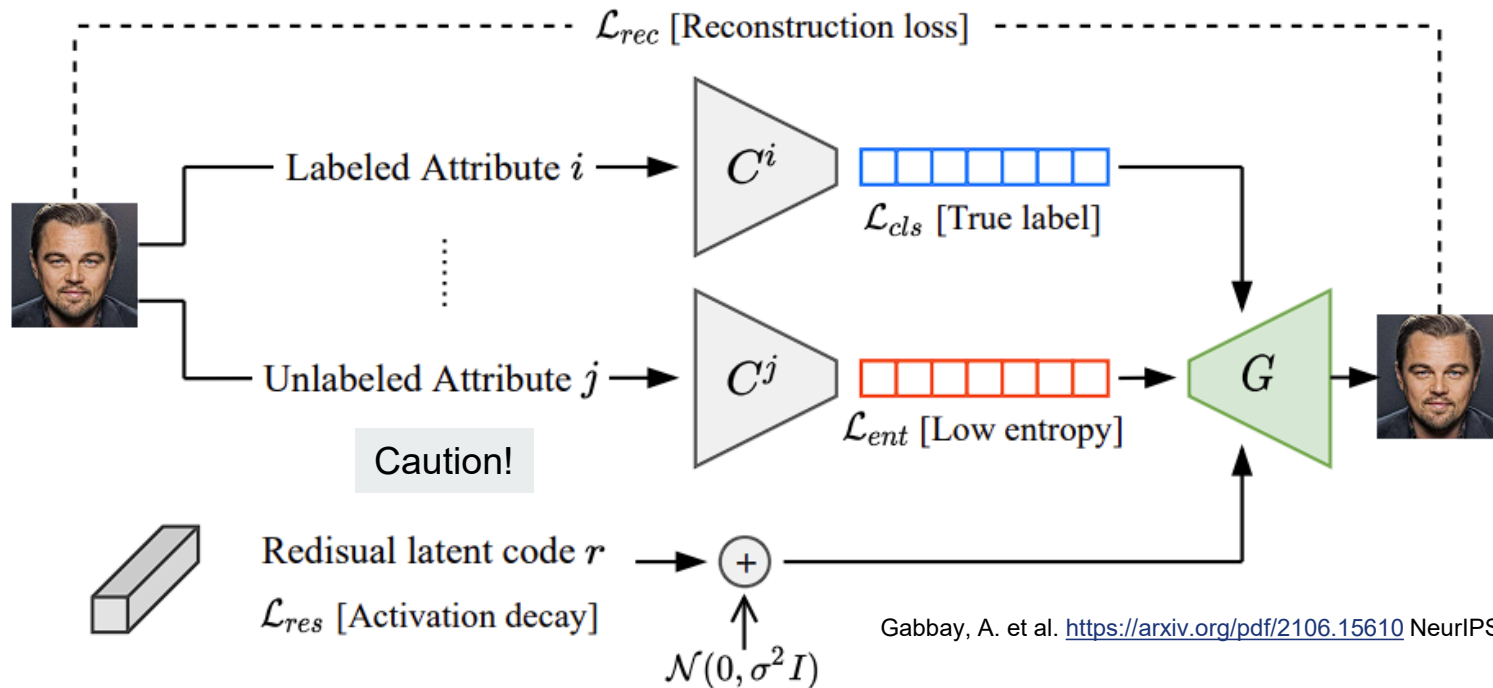 ℒ_rec [Reconstruction loss]
Labeled Attribute i
C^i
ℒ_cls [True label]
Unlabeled Attribute j
C^j
G
ℒ_ent [Low entropy]
Caution!
Redisual latent code r
+
ℒ_res [Activation decay]
Gabbay, A. et al. https://arxiv.org/pdf/2106.15610 NeurIPS
𝒩(0, σ²I)